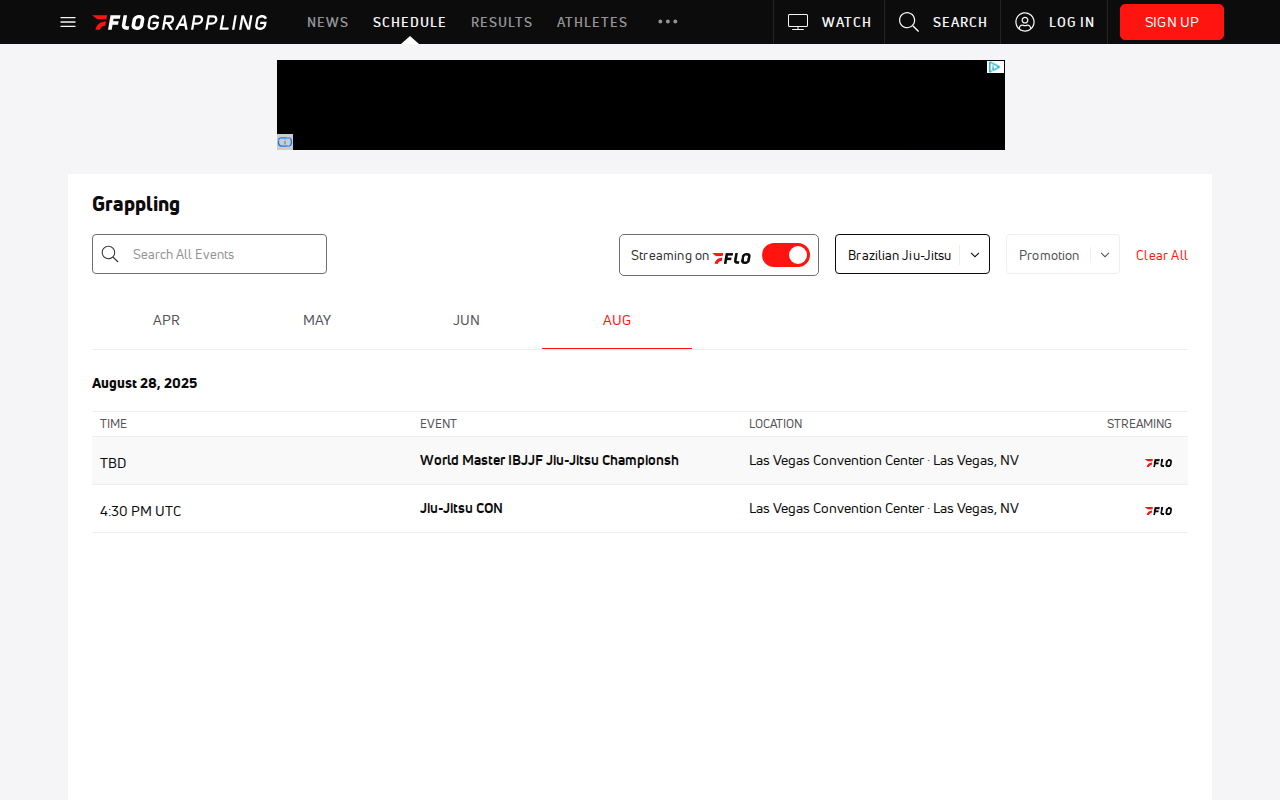 FLOGRAPPLING NEWS SCHEDULE RESULTS ATHLETES WATCH SEARCH LOG IN SIGN UP
Grappling
Search All Events Streaming on FLO Brazilian Jiu-Jitsu Promotion Clear All
APR MAY JUN AUG
August 28, 2025
TIME EVENT LOCATION STREAMING
TBD World Master IBJJF Jiu-Jitsu Championsh Las Vegas Convention Center · Las Vegas, NV FLO
4:30 PM UTC Jiu-Jitsu CON Las Vegas Convention Center · Las Vegas, NV FLO